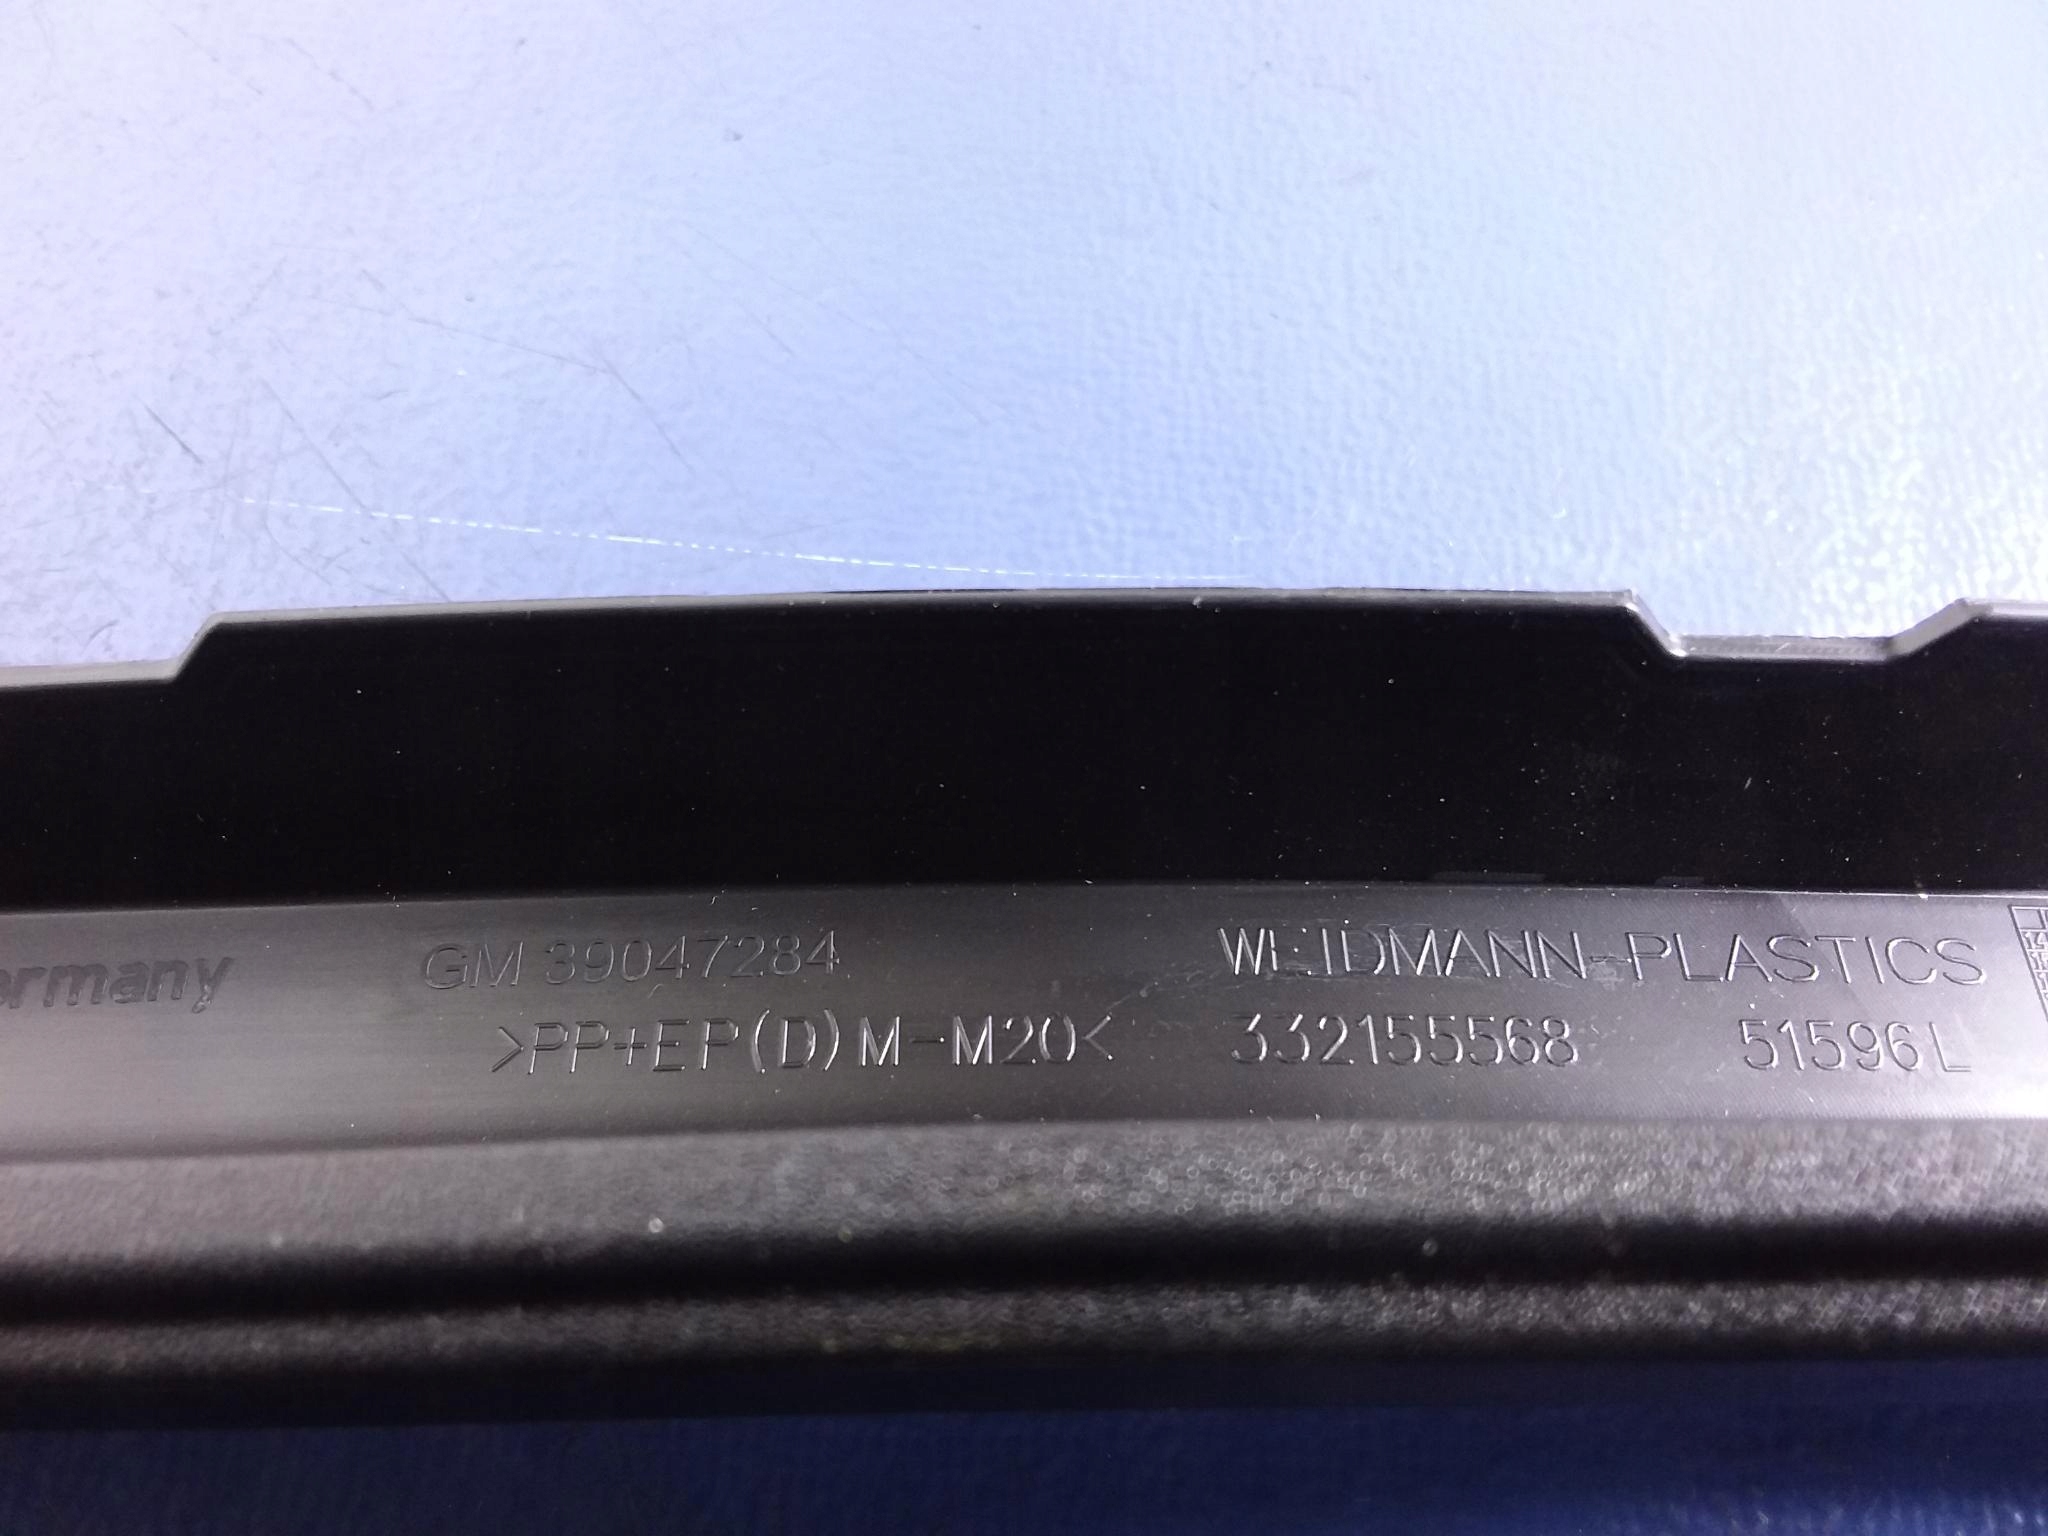 ermany GM 39047284 WEIDMANN-PLASTICS
>PP+EP(D)M-M20< 332155568 51596L